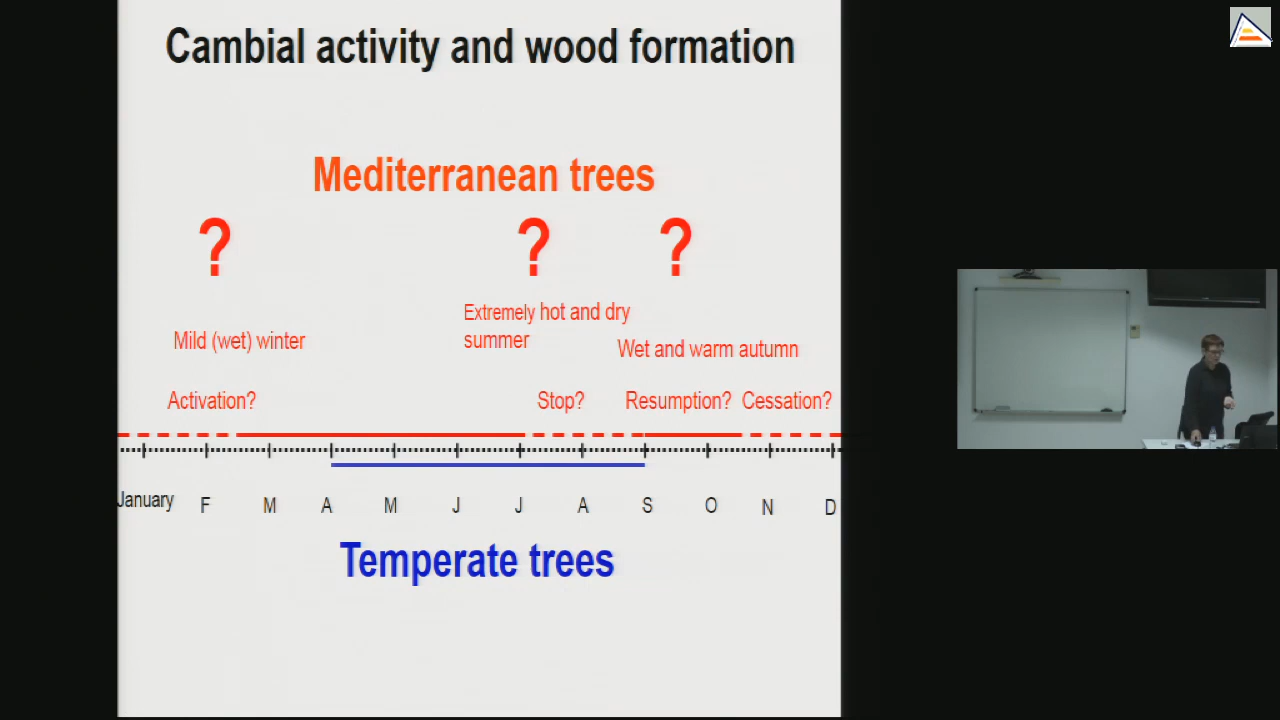 Cambial activity and wood formation
Mediterranean trees
? ? ?
Extremely hot and dry
summer
Mild (wet) winter
Wet and warm autumn
Activation? Stop? Resumption? Cessation?
January F M A M J J A S O N D
Temperate trees